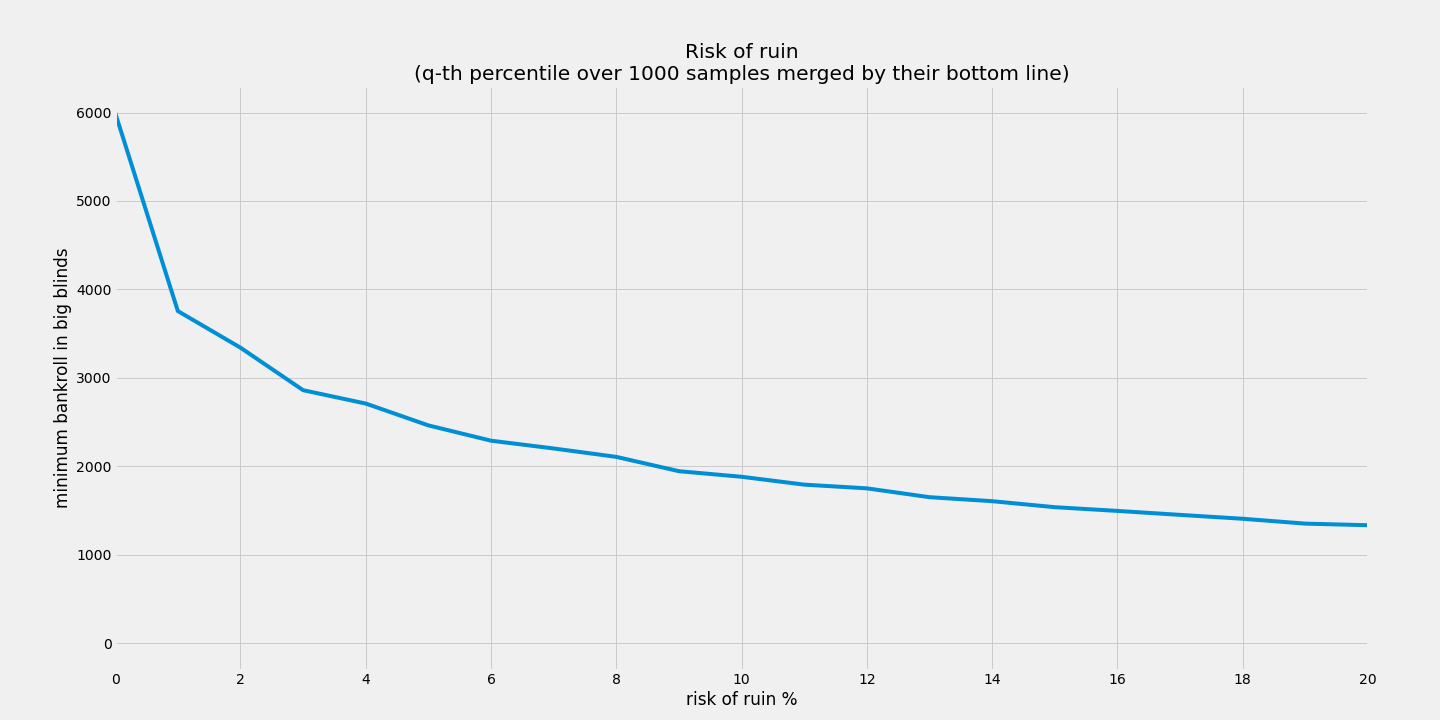 Risk of ruin
(q-th percentile over 1000 samples merged by their bottom line)
minimum bankroll in big blinds
6000
5000
4000
3000
2000
1000
0
0 2 4 6 8 10 12 14 16 18 20
risk of ruin %